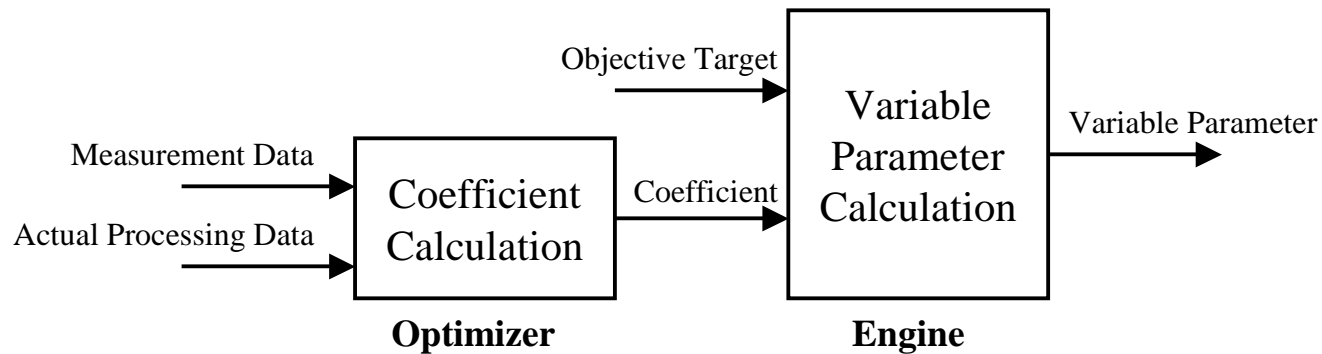 Objective Target
Variable
Parameter
Calculation
Variable Parameter
Measurement Data
Actual Processing Data
Coefficient
Calculation
Coefficient
Optimizer
Engine